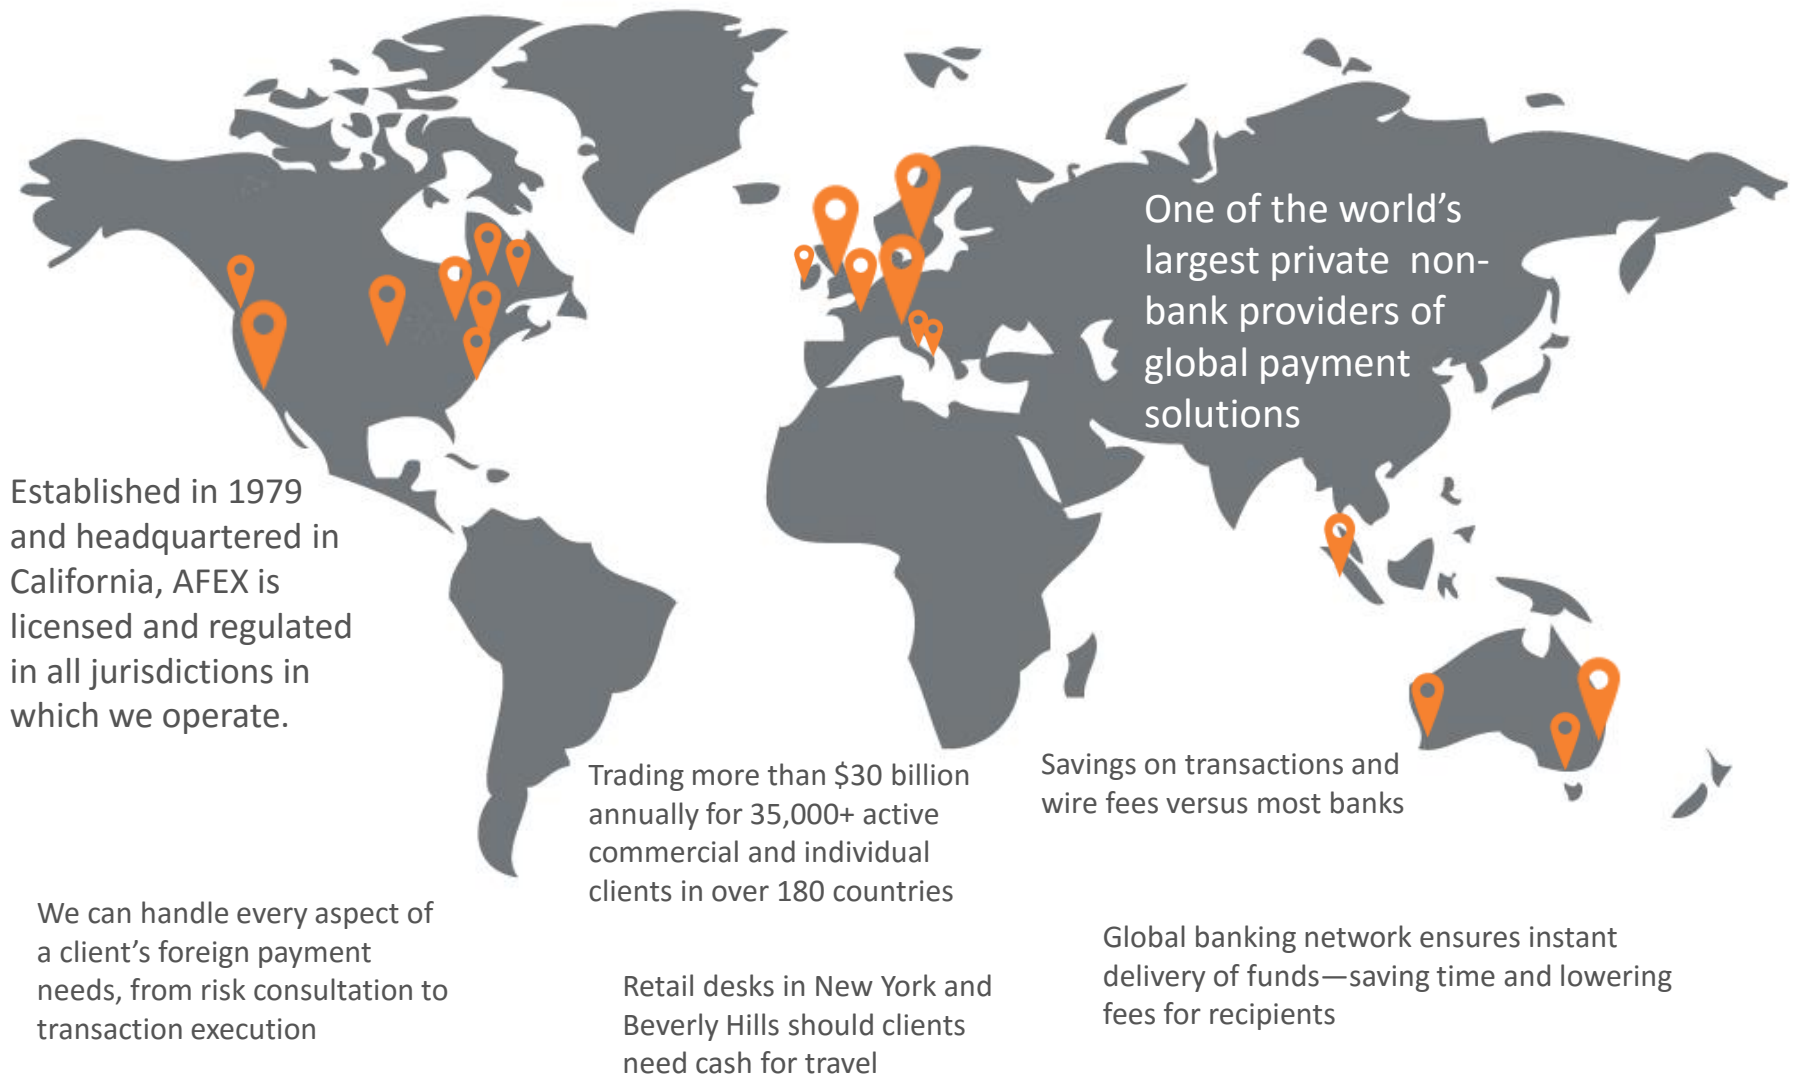 One of the world’s
largest private  non-
bank providers of
global payment
solutions
Established in 1979
and headquartered in
California, AFEX is
licensed and regulated
in all jurisdictions in
which we operate.
Trading more than $30 billion
annually for 35,000+ active
commercial and individual
clients in over 180 countries
Savings on transactions and
wire fees versus most banks
We can handle every aspect of
a client’s foreign payment
needs, from risk consultation to
transaction execution
Retail desks in New York and
Beverly Hills should clients
need cash for travel
Global banking network ensures instant
delivery of funds—saving time and lowering
fees for recipients